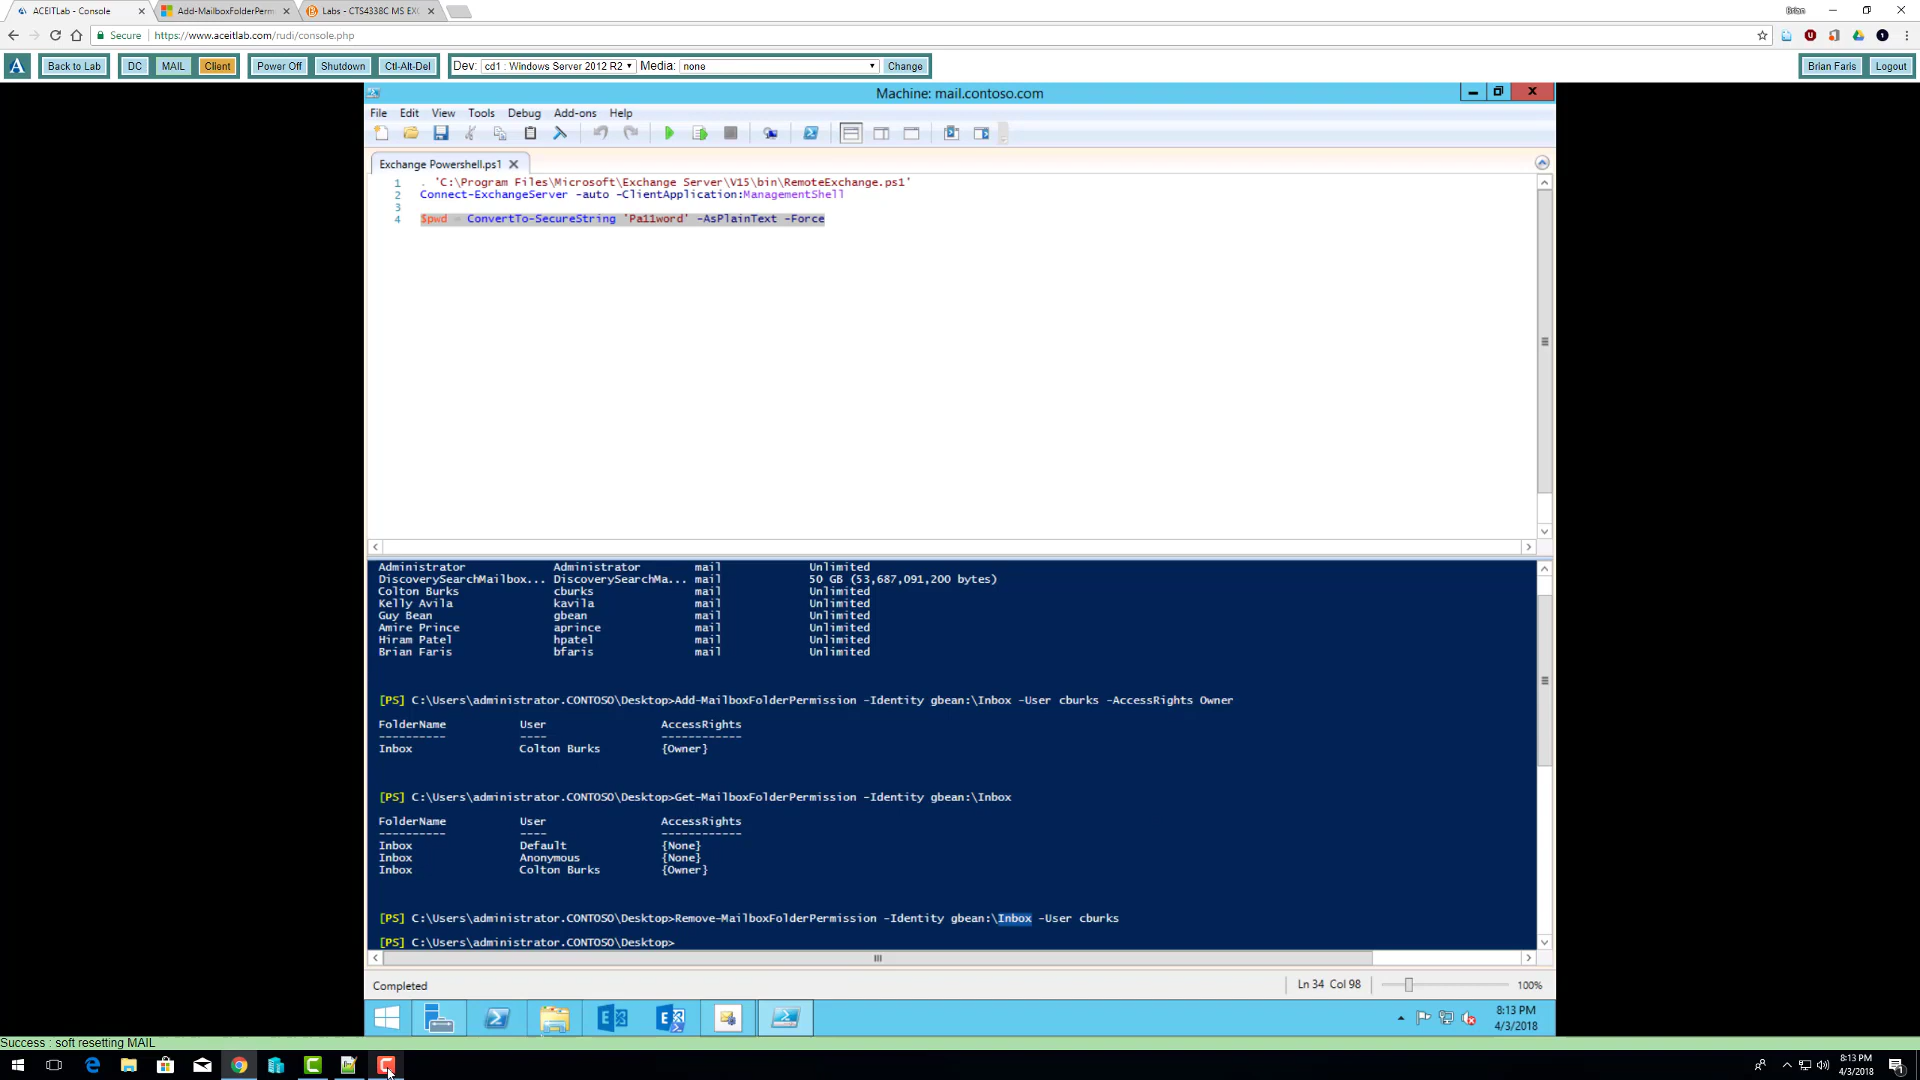 ACEITLab - Console
Add-MailboxFolderPerm
Labs - CTS4338C MS EXC
Brian
Secure
https://www.aceitlab.com/rudi/console.php
Back to Lab
DC
MAIL
Client
Power Off
Shutdown
Ctl-Alt-Del
Dev: cd1 : Windows Server 2012 R2
Media: none
Change
Brian Faris
Logout
Machine: mail.contoso.com
File Edit View Tools Debug Add-ons Help
Exchange Powershell.ps1
1 . 'C:\Program Files\Microsoft\Exchange Server\V15\bin\RemoteExchange.ps1'
2 Connect-ExchangeServer -auto -ClientApplication:ManagementShell
3
4 $pwd = ConvertTo-SecureString 'Pa11word' -AsPlainText -Force
Administrator Administrator mail Unlimited
DiscoverySearchMailbox... DiscoverySearchMa... mail 50 GB (53,687,091,200 bytes)
Colton Burks cburks mail Unlimited
Kelly Avila kavila mail Unlimited
Guy Bean gbean mail Unlimited
Amire Prince aprince mail Unlimited
Hiram Patel hpatel mail Unlimited
Brian Faris bfaris mail Unlimited
[PS] C:\Users\administrator.CONTOSO\Desktop>Add-MailboxFolderPermission -Identity gbean:\Inbox -User cburks -AccessRights Owner
FolderName User AccessRights
---------- ---- ------------
Inbox Colton Burks {Owner}
[PS] C:\Users\administrator.CONTOSO\Desktop>Get-MailboxFolderPermission -Identity gbean:\Inbox
FolderName User AccessRights
---------- ---- ------------
Inbox Default {None}
Inbox Anonymous {None}
Inbox Colton Burks {Owner}
[PS] C:\Users\administrator.CONTOSO\Desktop>Remove-MailboxFolderPermission -Identity gbean:\Inbox -User cburks
[PS] C:\Users\administrator.CONTOSO\Desktop>
Completed
Ln 34 Col 98
100%
8:13 PM
4/3/2018
Success : soft resetting MAIL
8:13 PM
4/3/2018